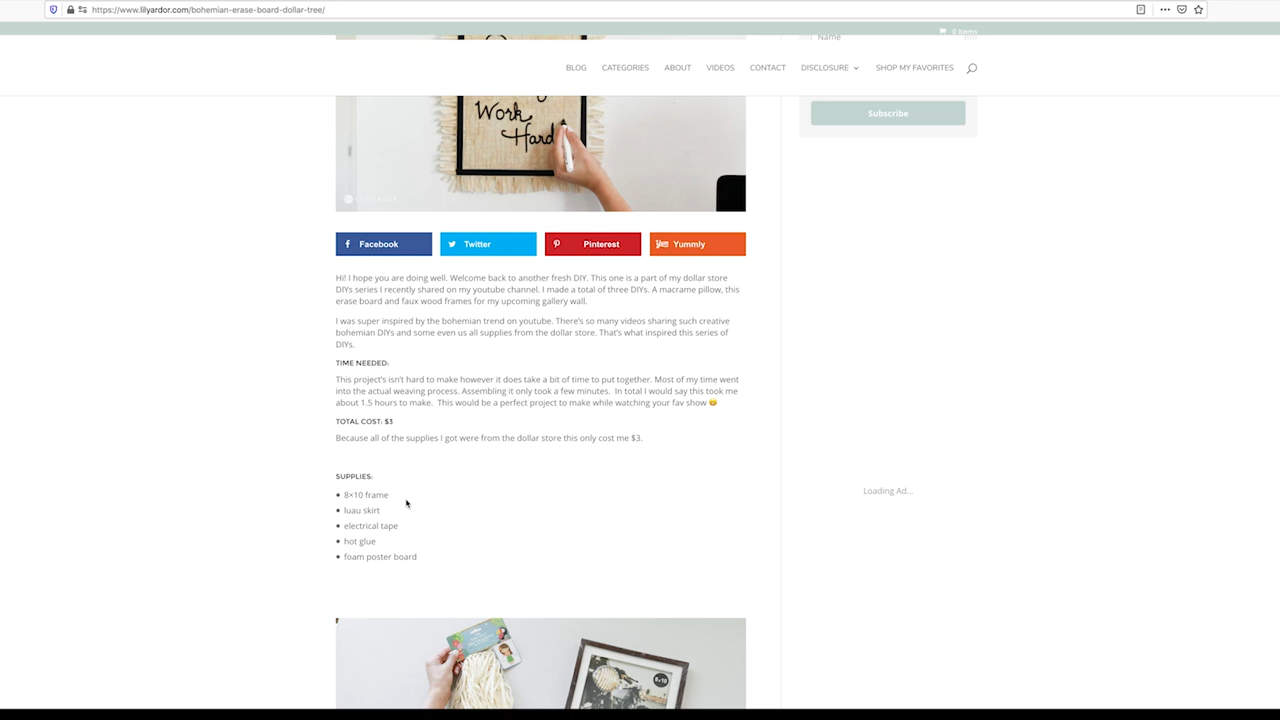 https://www.lilyardor.com/bohemian-erase-board-dollar-tree/
0 Items
Name
BLOG CATEGORIES ABOUT VIDEOS CONTACT DISCLOSURE SHOP MY FAVORITES
Subscribe
Work
Hard
Facebook Twitter Pinterest Yummly
Hi! I hope you are doing well. Welcome back to another fresh DIY. This one is a part of my dollar store
DIYs series I recently shared on my youtube channel. I made a total of three DIYs. A macrame pillow, this
erase board and faux wood frames for my upcoming gallery wall.
I was super inspired by the bohemian trend on youtube. There's so many videos sharing such creative
bohemian DIYs and some even us all supplies from the dollar store. That's what inspired this series of
DIYs.
TIME NEEDED:
This project's isn't hard to make however it does take a bit of time to put together. Most of my time went
into the actual weaving process. Assembling it only took a few minutes. In total I would say this took me
about 1.5 hours to make. This would be a perfect project to make while watching your fav show 😄
TOTAL COST: $3
Because all of the supplies I got were from the dollar store this only cost me $3.
SUPPLIES:
• 8×10 frame
• luau skirt
• electrical tape
• hot glue
• foam poster board
Loading Ad...
8×10